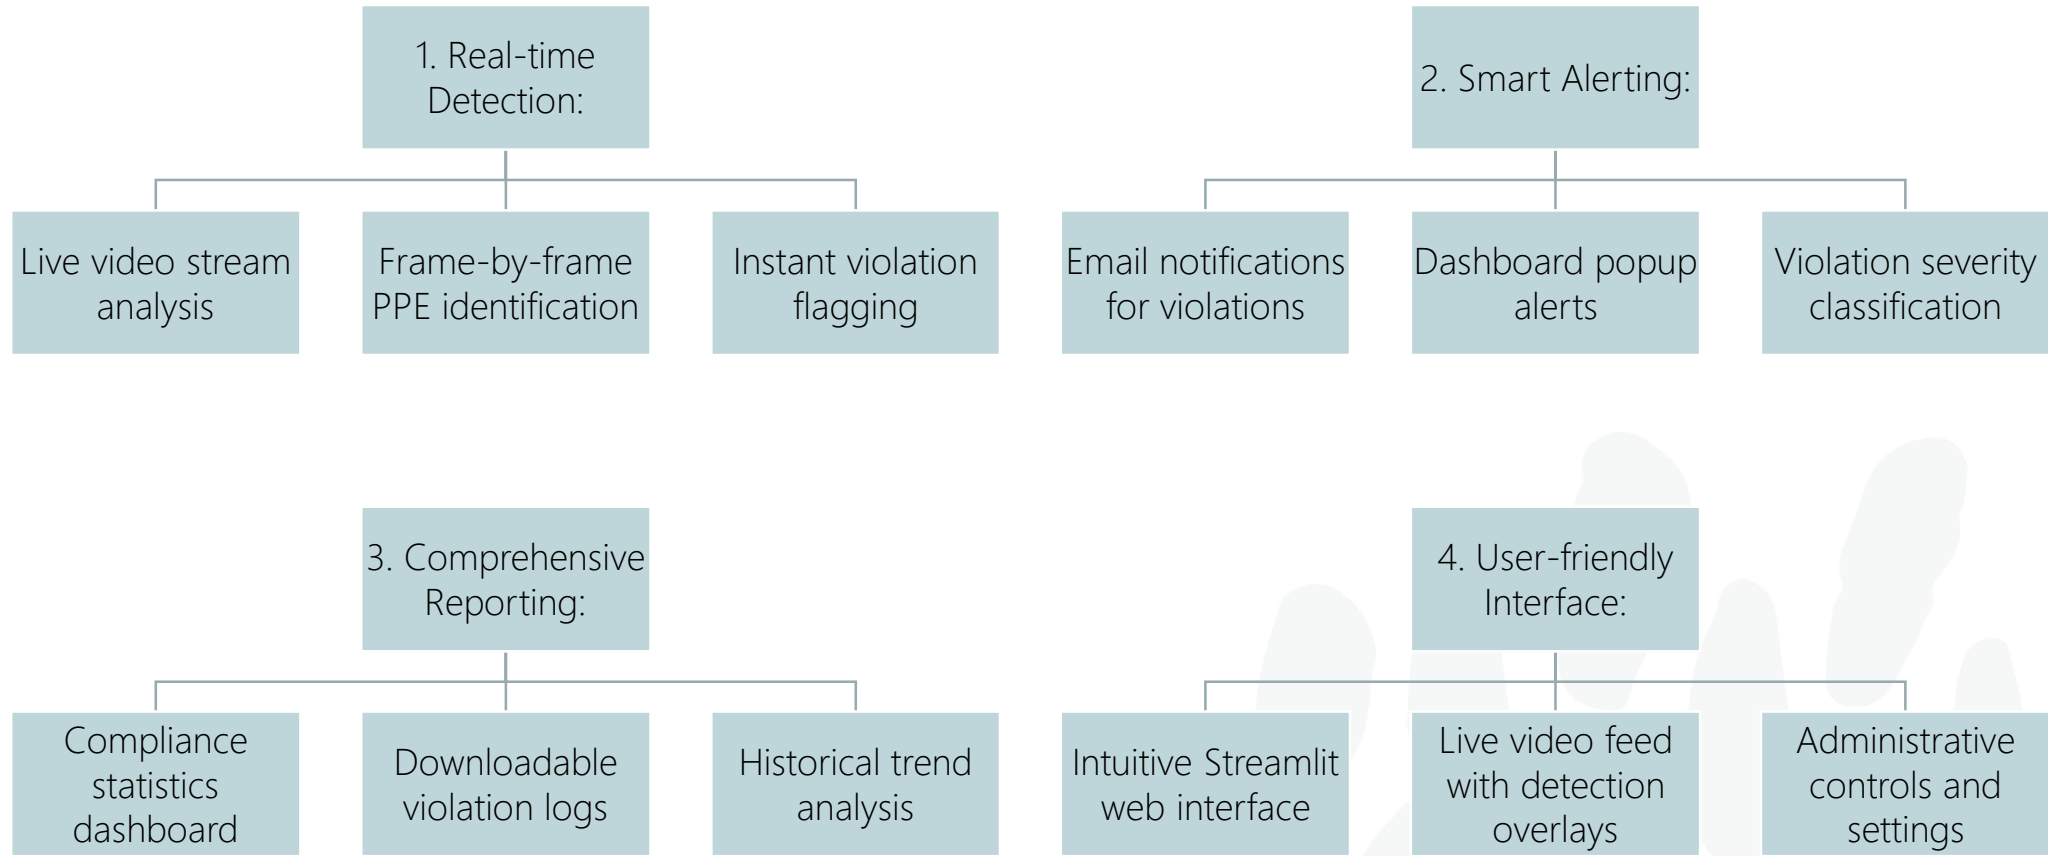 1. Real-time
Detection:
Live video stream
analysis
Frame-by-frame
PPE identification
Instant violation
flagging
2. Smart Alerting:
Email notifications
for violations
Dashboard popup
alerts
Violation severity
classification
3. Comprehensive
Reporting:
Compliance
statistics
dashboard
Downloadable
violation logs
Historical trend
analysis
4. User-friendly
Interface:
Intuitive Streamlit
web interface
Live video feed
with detection
overlays
Administrative
controls and
settings